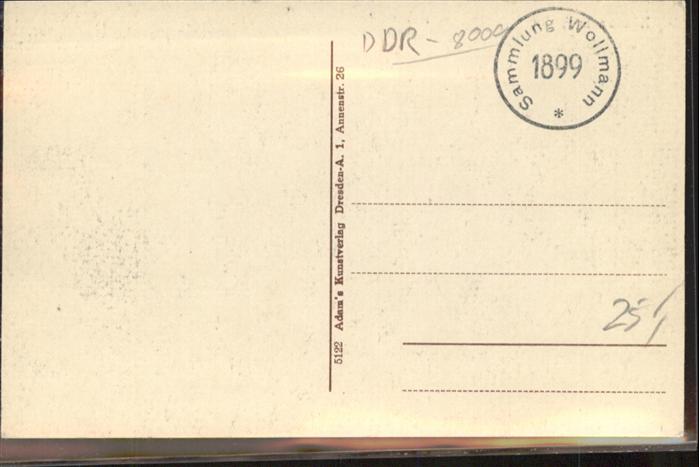 DDR - 8000
Sammlung Wollmann
1899
*
5122 Adam's Kunstverlag Dresden-A. 1, Annenstr. 26
25,